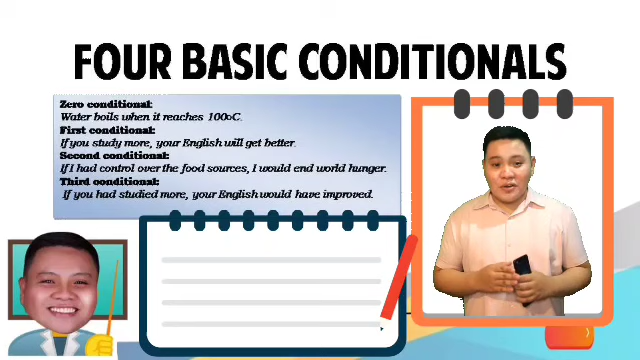 FOUR BASIC CONDITIONALS
Zero conditional:
Water boils when it reaches 100oC.
First conditional:
If you study more, your English will get better.
Second conditional:
If I had control over the food sources, I would end world hunger.
Third conditional:
If you had studied more, your English would have improved.